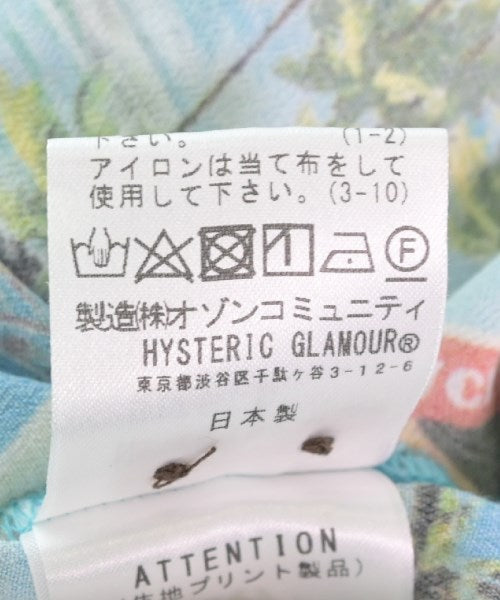 下さい。 (1-2)
アイロンは当て布をして
使用して下さい。(3-10)
F
製造(株)オゾンコミュニティ
HYSTERIC GLAMOUR®
東京都渋谷区千駄ヶ谷3-12-6
日本製
ATTENTION
(生地プリント製品)